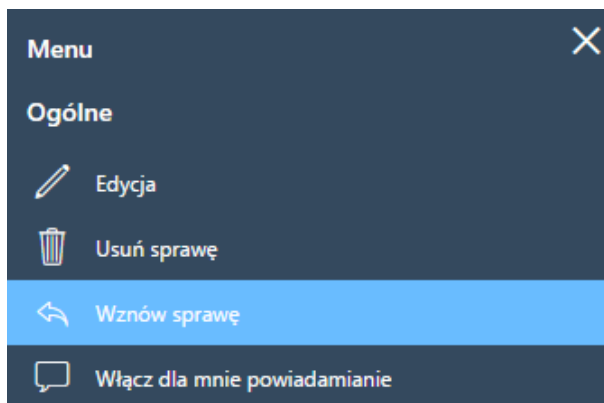 Menu
Ogólne
Edycja
Usuń sprawę
Wznów sprawę
Włącz dla mnie powiadamianie